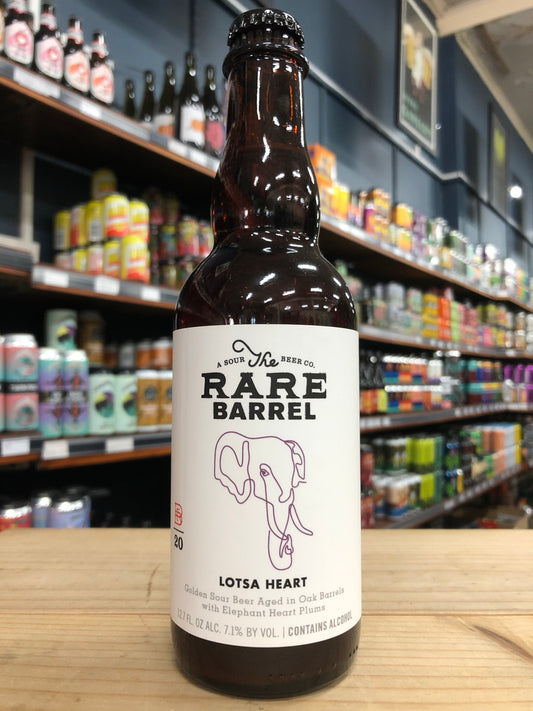 A SOUR The BEER CO.
RARE
BARREL
20
LOTSA HEART
Golden Sour Beer Aged in Oak Barrels
with Elephant Heart Plums
12.7 FL. OZ ALC. 7.1% BY VOL. | CONTAINS ALCOHOL